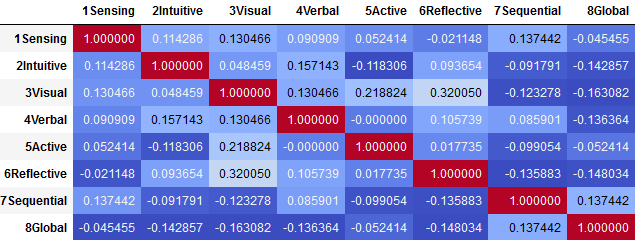 1Sensing 2Intuitive 3Visual 4Verbal 5Active 6Reflective 7Sequential 8Global
1Sensing 1.000000 0.114286 0.130466 0.090909 0.052414 -0.021148 0.137442 -0.045455
2Intuitive 0.114286 1.000000 0.048459 0.157143 -0.118306 0.093654 -0.091791 -0.142857
3Visual 0.130466 0.048459 1.000000 0.130466 0.218824 0.320050 -0.123278 -0.163082
4Verbal 0.090909 0.157143 0.130466 1.000000 -0.000000 0.105739 0.085901 -0.136364
5Active 0.052414 -0.118306 0.218824 -0.000000 1.000000 0.017735 -0.099054 -0.052414
6Reflective -0.021148 0.093654 0.320050 0.105739 0.017735 1.000000 -0.135883 -0.148034
7Sequential 0.137442 -0.091791 -0.123278 0.085901 -0.099054 -0.135883 1.000000 0.137442
8Global -0.045455 -0.142857 -0.163082 -0.136364 -0.052414 -0.148034 0.137442 1.000000